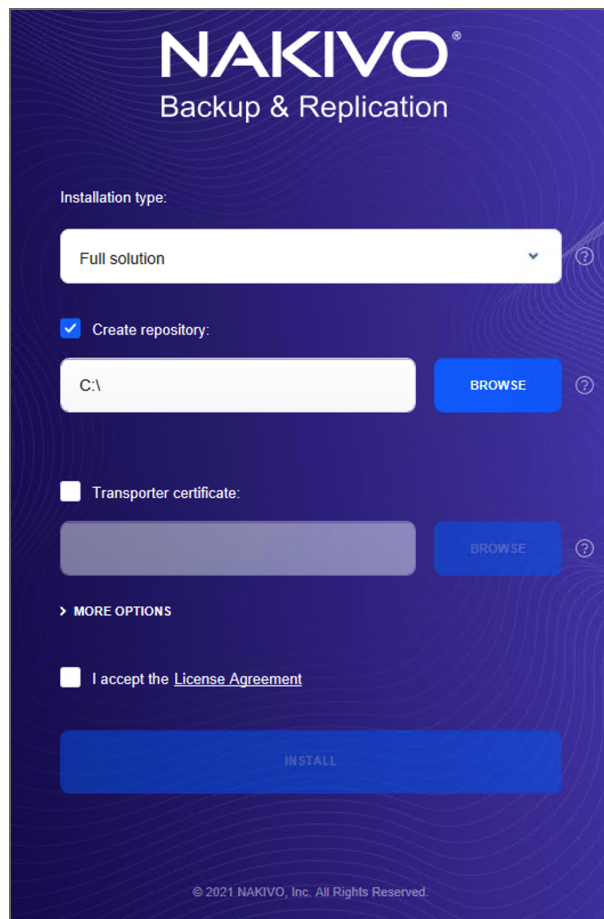 NAKIVO®
Backup & Replication
Installation type:
Full solution
Create repository:
C:\
BROWSE
Transporter certificate:
BROWSE
MORE OPTIONS
I accept the License Agreement
INSTALL
© 2021 NAKIVO, Inc. All Rights Reserved.